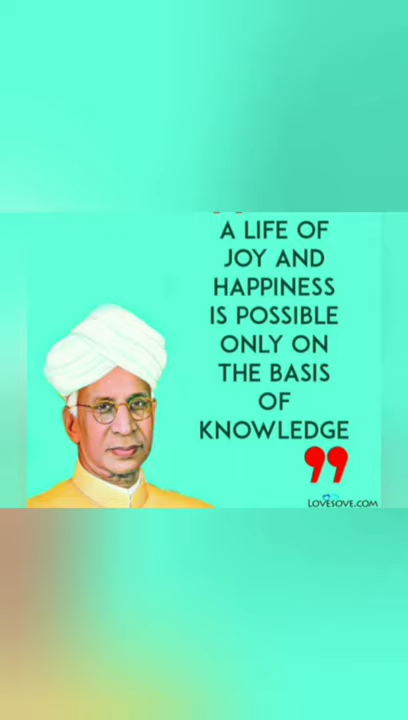 A LIFE OF
JOY AND
HAPPINESS
IS POSSIBLE
ONLY ON
THE BASIS
OF
KNOWLEDGE
”
LOVESOVE.COM